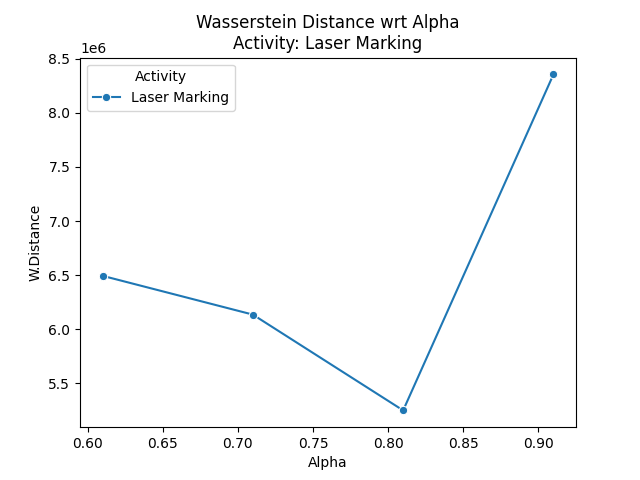 Wasserstein Distance wrt Alpha
Activity: Laser Marking
1e6
Activity
Laser Marking
8.5
8.0
7.5
7.0
6.5
6.0
5.5
W.Distance
0.60
0.65
0.70
0.75
0.80
0.85
0.90
Alpha